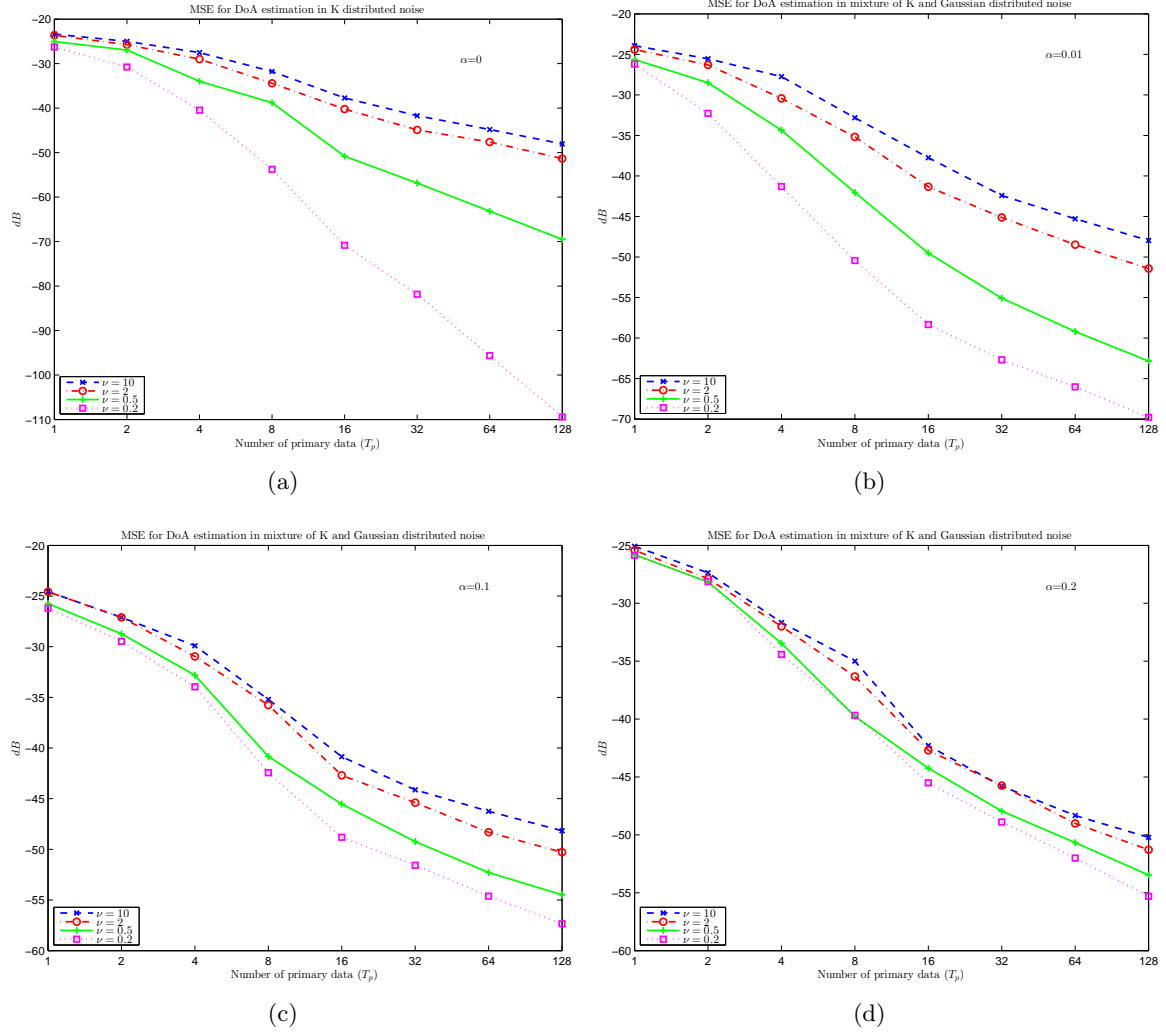 MSE for DoA estimation in K distributed noise
−20
−30
−40
−50
−60
−70
−80
−90
−100
−110
dB
α=0
ν = 10
ν = 2
ν = 0.5
ν = 0.2
1 2 4 8 16 32 64 128
Number of primary data (Tp)
(a)
MSE for DoA estimation in mixture of K and Gaussian distributed noise
−20
−25
−30
−35
−40
−45
−50
−55
−60
−65
−70
dB
α=0.01
ν = 10
ν = 2
ν = 0.5
ν = 0.2
1 2 4 8 16 32 64 128
Number of primary data (Tp)
(b)
MSE for DoA estimation in mixture of K and Gaussian distributed noise
−20
−25
−30
−35
−40
−45
−50
−55
−60
dB
α=0.1
ν = 10
ν = 2
ν = 0.5
ν = 0.2
1 2 4 8 16 32 64 128
Number of primary data (Tp)
(c)
MSE for DoA estimation in mixture of K and Gaussian distributed noise
−25
−30
−35
−40
−45
−50
−55
−60
dB
α=0.2
ν = 10
ν = 2
ν = 0.5
ν = 0.2
1 2 4 8 16 32 64 128
Number of primary data (Tp)
(d)